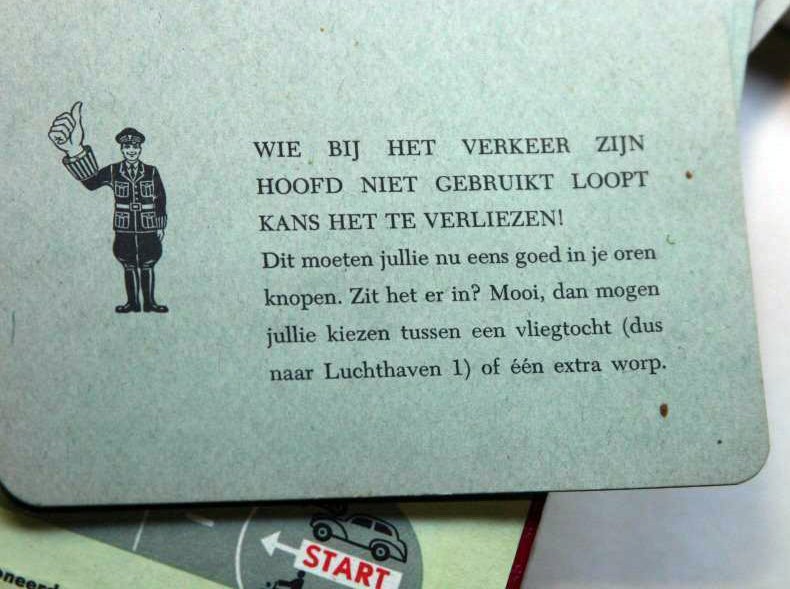 WIE BIJ HET VERKEER ZIJN
HOOFD NIET GEBRUIKT LOOPT
KANS HET TE VERLIEZEN!
Dit moeten jullie nu eens goed in je oren
knopen. Zit het er in? Mooi, dan mogen
jullie kiezen tussen een vliegtocht (dus
naar Luchthaven 1) of één extra worp.
START